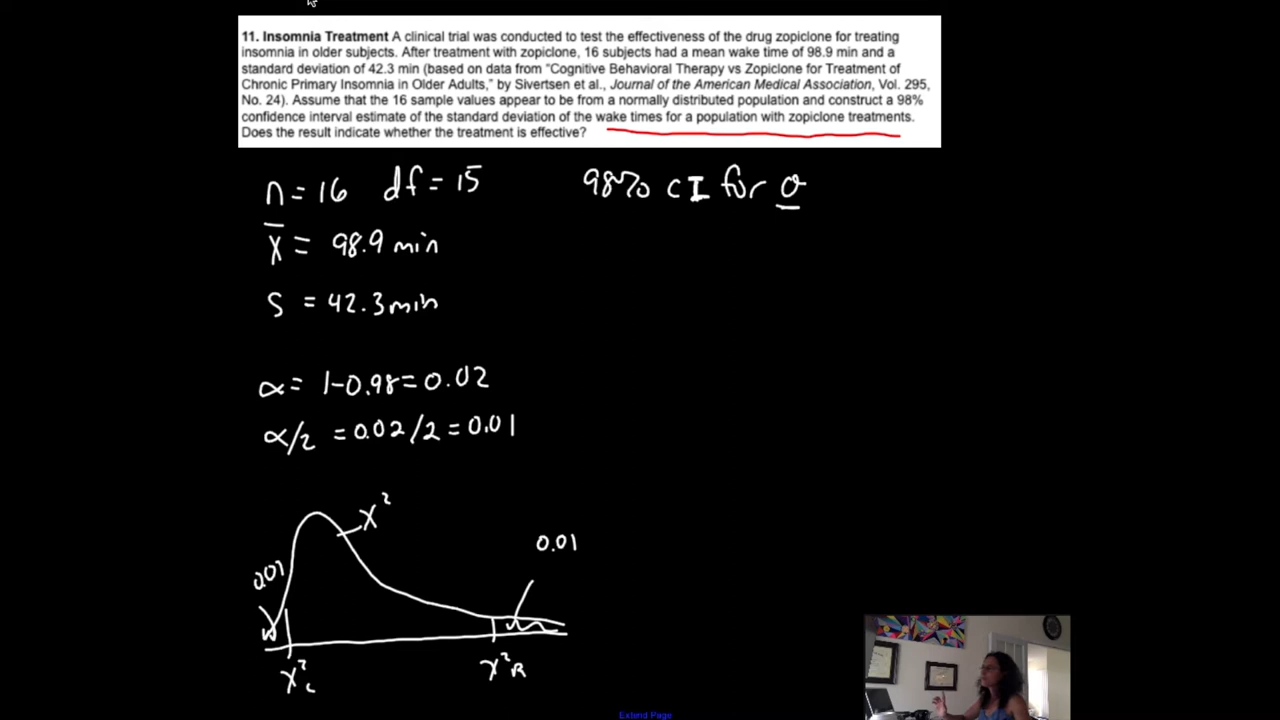 11. Insomnia Treatment A clinical trial was conducted to test the effectiveness of the drug zopiclone for treating
insomnia in older subjects. After treatment with zopiclone, 16 subjects had a mean wake time of 98.9 min and a
standard deviation of 42.3 min (based on data from "Cognitive Behavioral Therapy vs Zopiclone for Treatment of
Chronic Primary Insomnia in Older Adults," by Sivertsen et al., Journal of the American Medical Association, Vol. 295,
No. 24). Assume that the 16 sample values appear to be from a normally distributed population and construct a 98%
confidence interval estimate of the standard deviation of the wake times for a population with zopiclone treatments.
Does the result indicate whether the treatment is effective?
n = 16 df = 15 98% CI for σ
x̄ = 98.9 min
s = 42.3 min
α = 1-0.98 = 0.02
α/2 = 0.02/2 = 0.01
X²
0.01
0.01
X²L
X²R
Extend Page